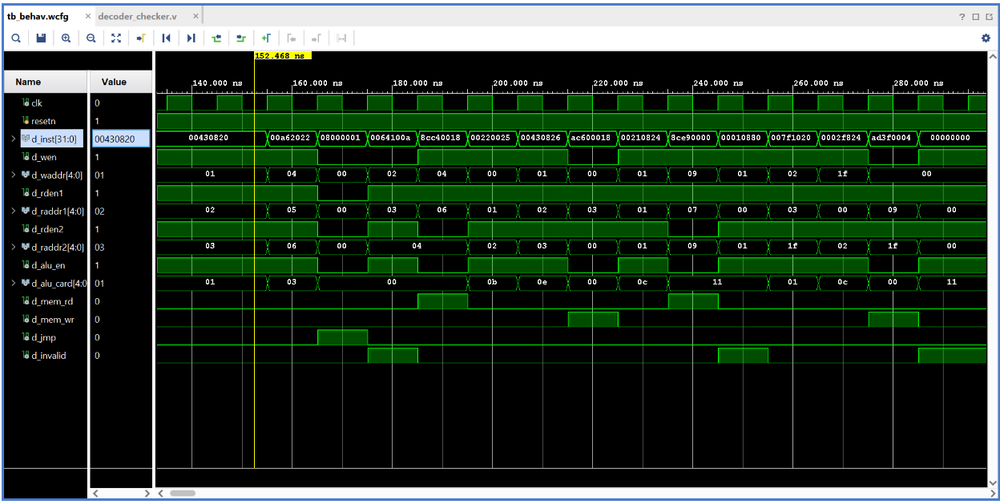 tb_behav.wcfg × decoder_checker.v × ? 
152.468 ns
Name Value 140.000 ns 160.000 ns 180.000 ns 200.000 ns 220.000 ns 240.000 ns 260.000 ns 280.000 ns
clk 0
resetn 1
d_inst[31:0] 00430820 00430820 00a62022 08000001 0064100a 8cc40018 00220025 00430826 ac600018 00210824 8ce90000 00010880 007f1020 0002f824 ad3f0004 00000000
d_wen 1
d_waddr[4:0] 01 01 04 00 02 04 00 01 00 01 09 01 02 1f 00
d_rden1 1
d_raddr1[4:0] 02 02 05 00 03 06 01 02 03 01 07 00 03 00 09 00
d_rden2 1
d_raddr2[4:0] 03 03 06 00 04 02 03 00 01 09 01 1f 02 1f 00
d_alu_en 1
d_alu_card[4:0 01 01 03 00 0b 0e 00 0c 11 01 0c 00 11
d_mem_rd 0
d_mem_wr 0
d_jmp 0
d_invalid 0